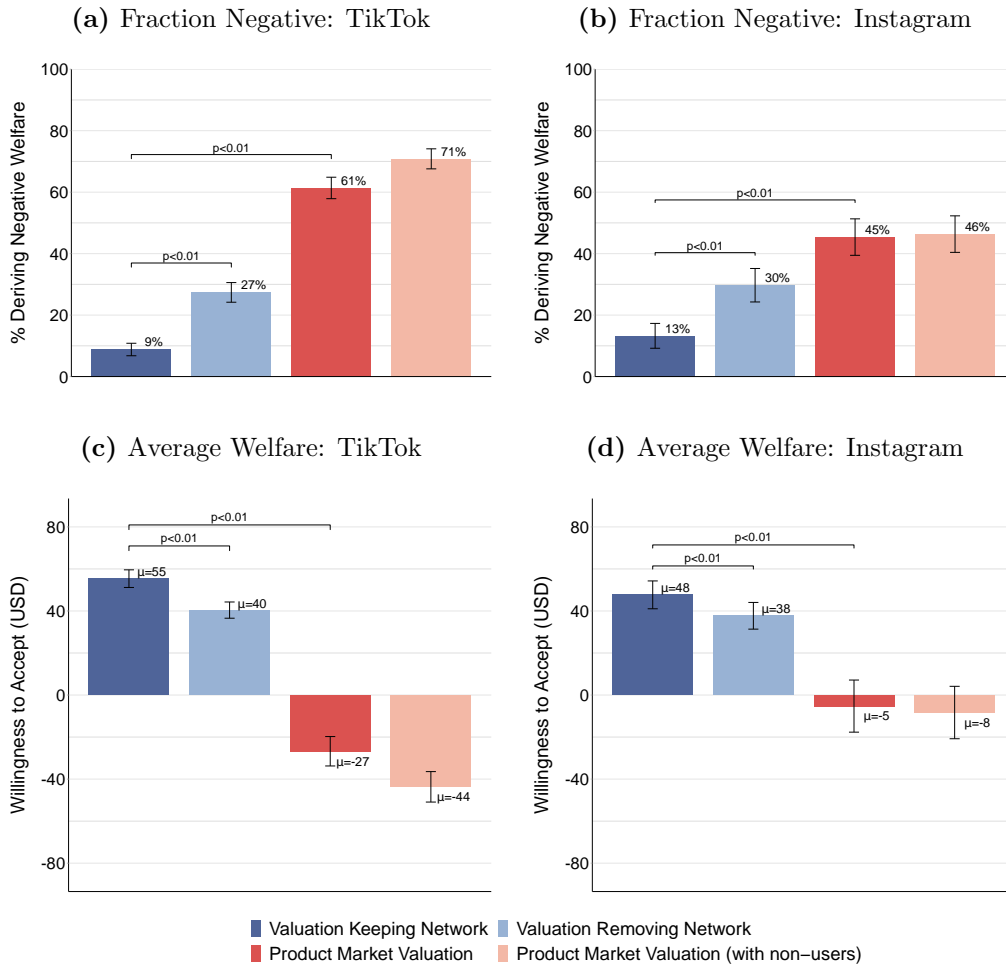 (a) Fraction Negative: TikTok
(b) Fraction Negative: Instagram
% Deriving Negative Welfare
100
80
60
40
20
0
p<0.01
p<0.01
9%
27%
61%
71%
% Deriving Negative Welfare
100
80
60
40
20
0
p<0.01
p<0.01
13%
30%
45%
46%
(c) Average Welfare: TikTok
(d) Average Welfare: Instagram
Willingness to Accept (USD)
80
40
0
-40
-80
p<0.01
p<0.01
μ=55
μ=40
μ=-27
μ=-44
Willingness to Accept (USD)
80
40
0
-40
-80
p<0.01
p<0.01
μ=48
μ=38
μ=-5
μ=-8
Valuation Keeping Network
Valuation Removing Network
Product Market Valuation
Product Market Valuation (with non−users)